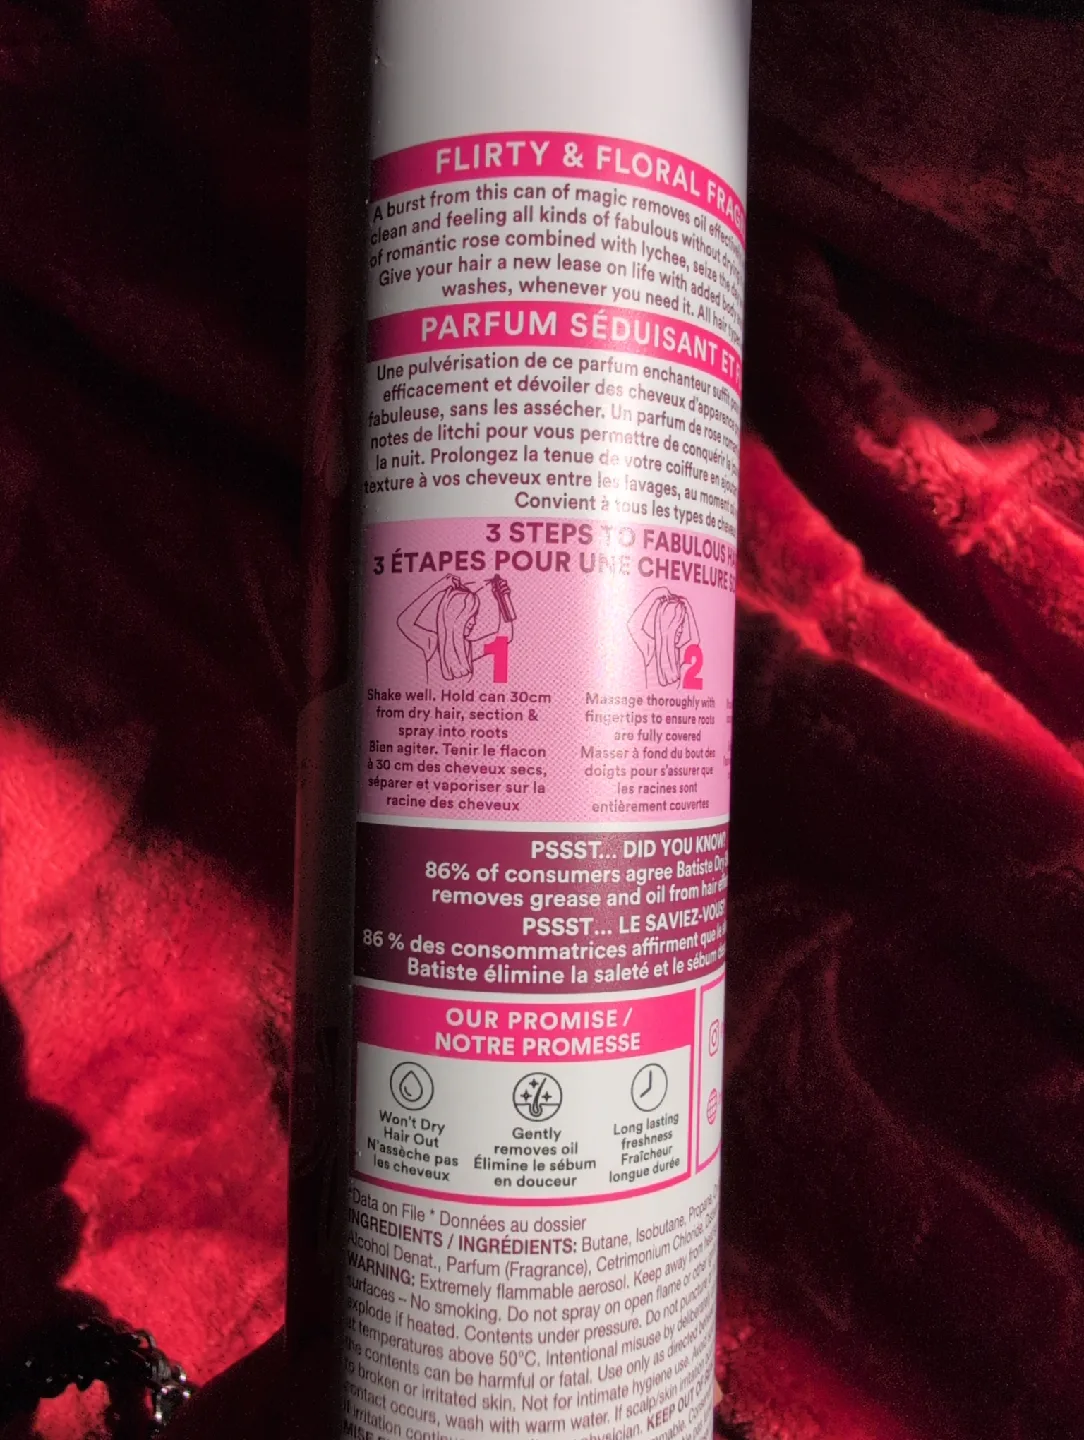 FLIRTY & FLORAL
A burst from this can of magic removes oil
clean and feeling all kinds of fabulous without drying
of romantic rose combined with lychee, seize the
Give your hair a new lease on life with added body
washes, whenever you need it. All hair types
PARFUM SÉDUISANT ET
Une pulvérisation de ce parfum enchanteur suffit
efficacement et dévoiler des cheveux d'apparence
fabuleuse, sans les assécher. Un parfum de rose
notes de litchi pour vous permettre de conquérir le
la nuit. Prolongez la tenue de votre coiffure en
texture à vos cheveux entre les lavages, au moment
Convient à tous les types de
3 STEPS TO FABULOUS
3 ÉTAPES POUR UNE CHEVELURE
1
Shake well. Hold can 30cm
from dry hair, section &
spray into roots
Bien agiter. Tenir le flacon
à 30 cm des cheveux secs,
séparer et vaporiser sur la
racine des cheveux
2
Massage thoroughly with
fingertips to ensure roots
are fully covered
Masser à fond du bout des
doigts pour s'assurer que
les racines sont
entièrement couvertes
PSSST... DID YOU KNOW?
86% of consumers agree Batiste Dry
removes grease and oil from hair
PSSST... LE SAVIEZ-VOUS?
86 % des consommatrices affirment que le
Batiste élimine la saleté et le sébum
OUR PROMISE /
NOTRE PROMESSE
Won't Dry
Hair Out
N'assèche pas
les cheveux
Gently
removes oil
Élimine le sébum
en douceur
Long lasting
freshness
Fraîcheur
longue durée
*Data on File * Données au dossier
INGREDIENTS / INGRÉDIENTS: Butane, Isobutane, Propane,
Alcohol Denat., Parfum (Fragrance), Cetrimonium Chloride,
WARNING: Extremely flammable aerosol. Keep away from
surfaces – No smoking. Do not spray on open flame or other
explode if heated. Contents under pressure. Do not puncture
at temperatures above 50°C. Intentional misuse by deliberately
the contents can be harmful or fatal. Use only as directed
to broken or irritated skin. Not for intimate hygiene use. Avoid
contact occurs, wash with warm water. If scalp/skin irritation
if irritation physician. KEEP OUT OF